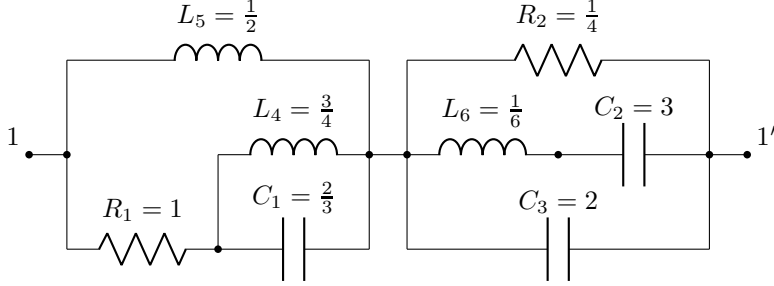 L₅ = 1/2
R₂ = 1/4
L₄ = 3/4
L₆ = 1/6
C₂ = 3
1
1′
R₁ = 1
C₁ = 2/3
C₃ = 2